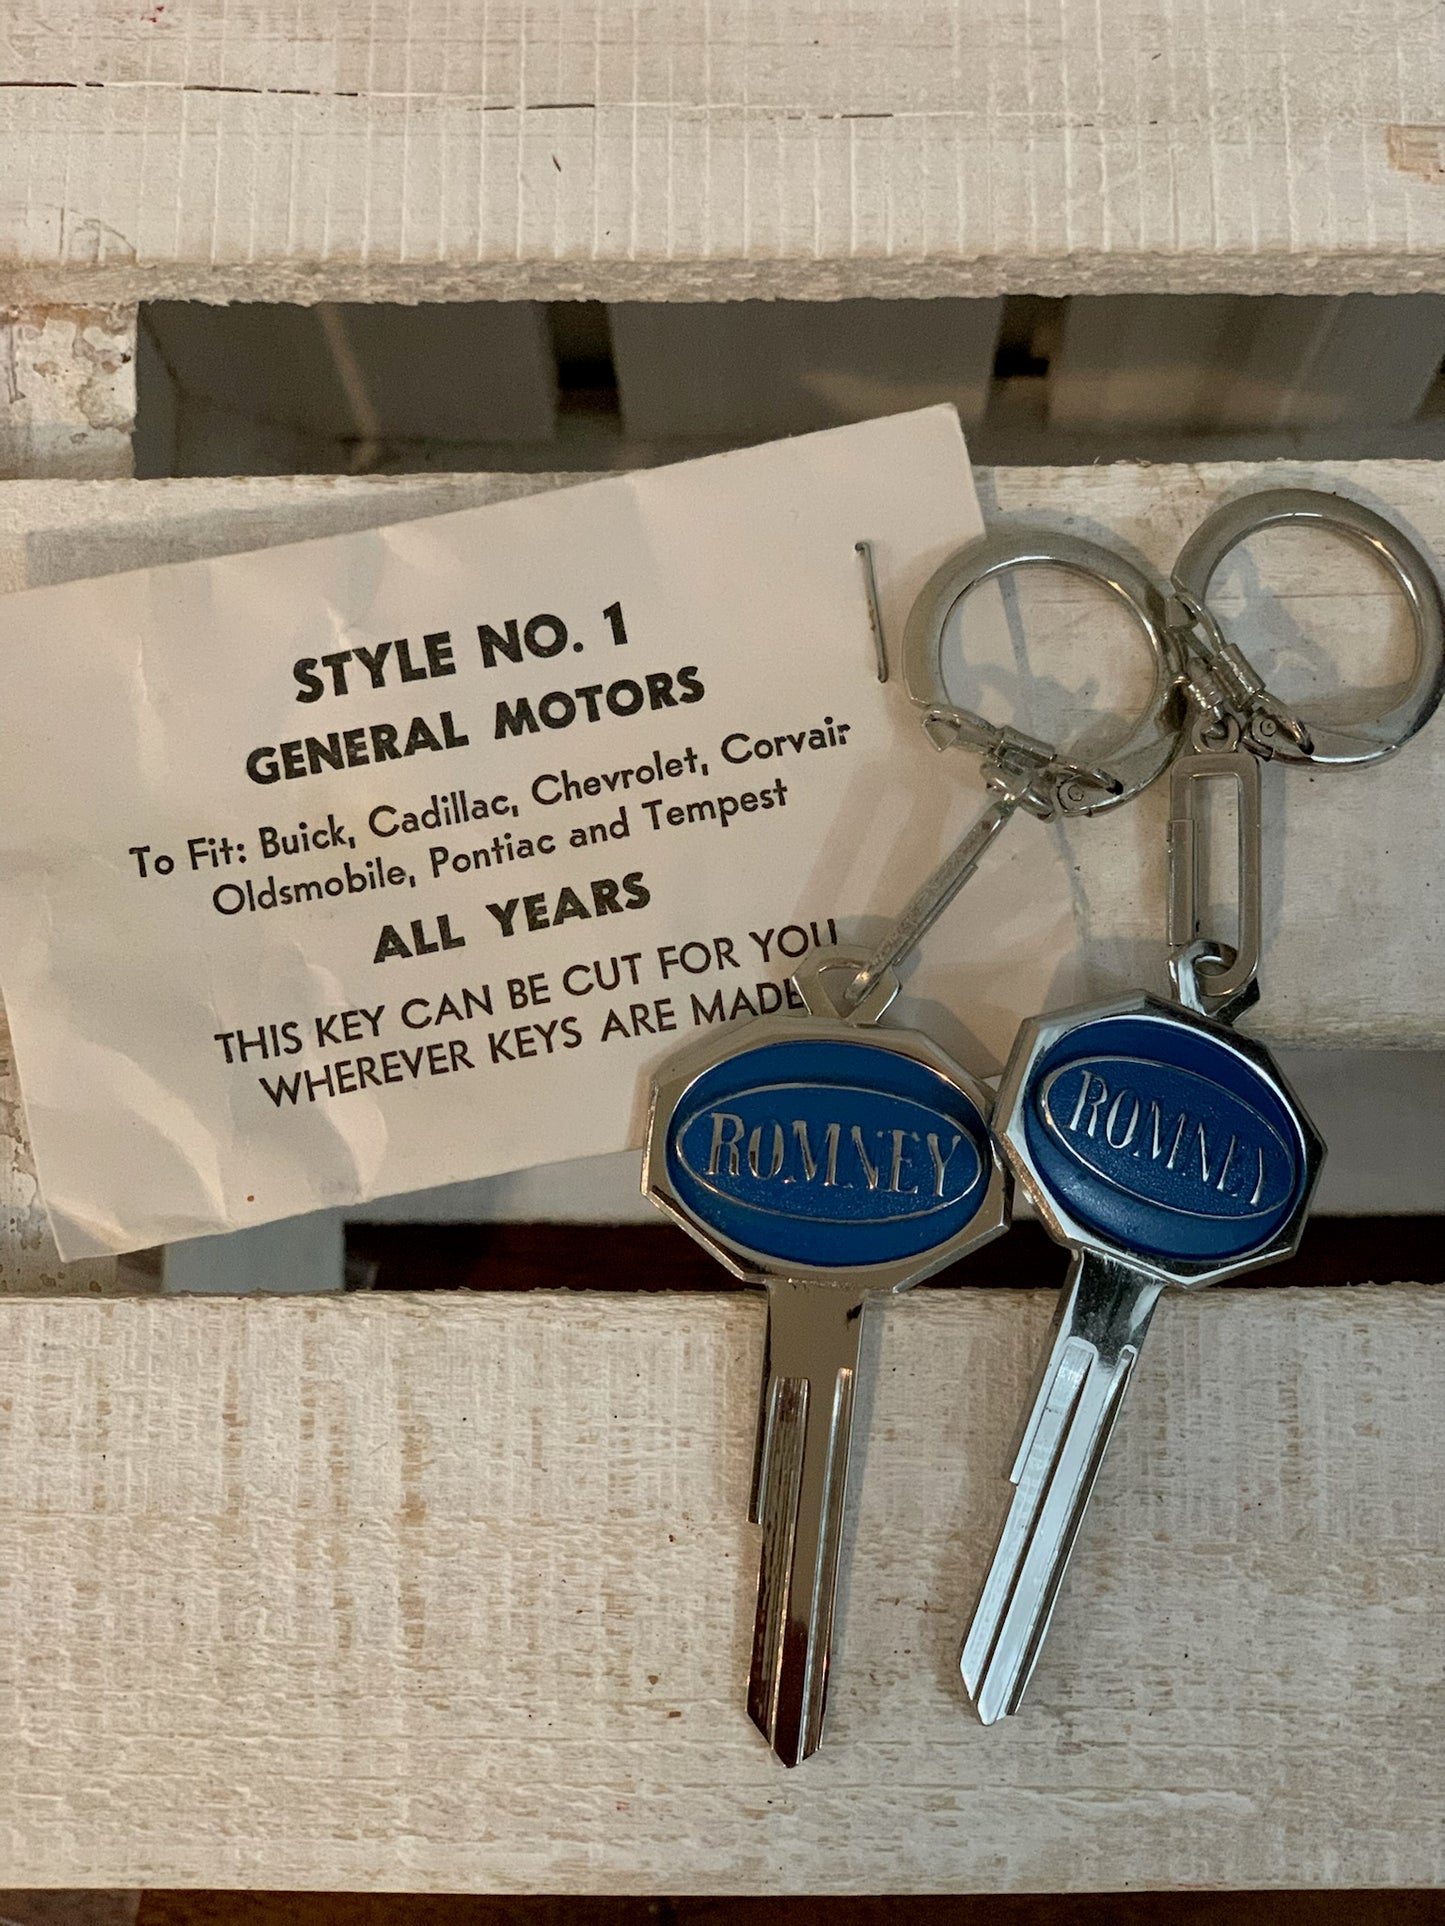 STYLE NO. 1
GENERAL MOTORS
To Fit: Buick, Cadillac, Chevrolet, Corvair
Oldsmobile, Pontiac and Tempest
ALL YEARS
THIS KEY CAN BE CUT FOR YOU
WHEREVER KEYS ARE MADE
ROMNEY
ROMNEY